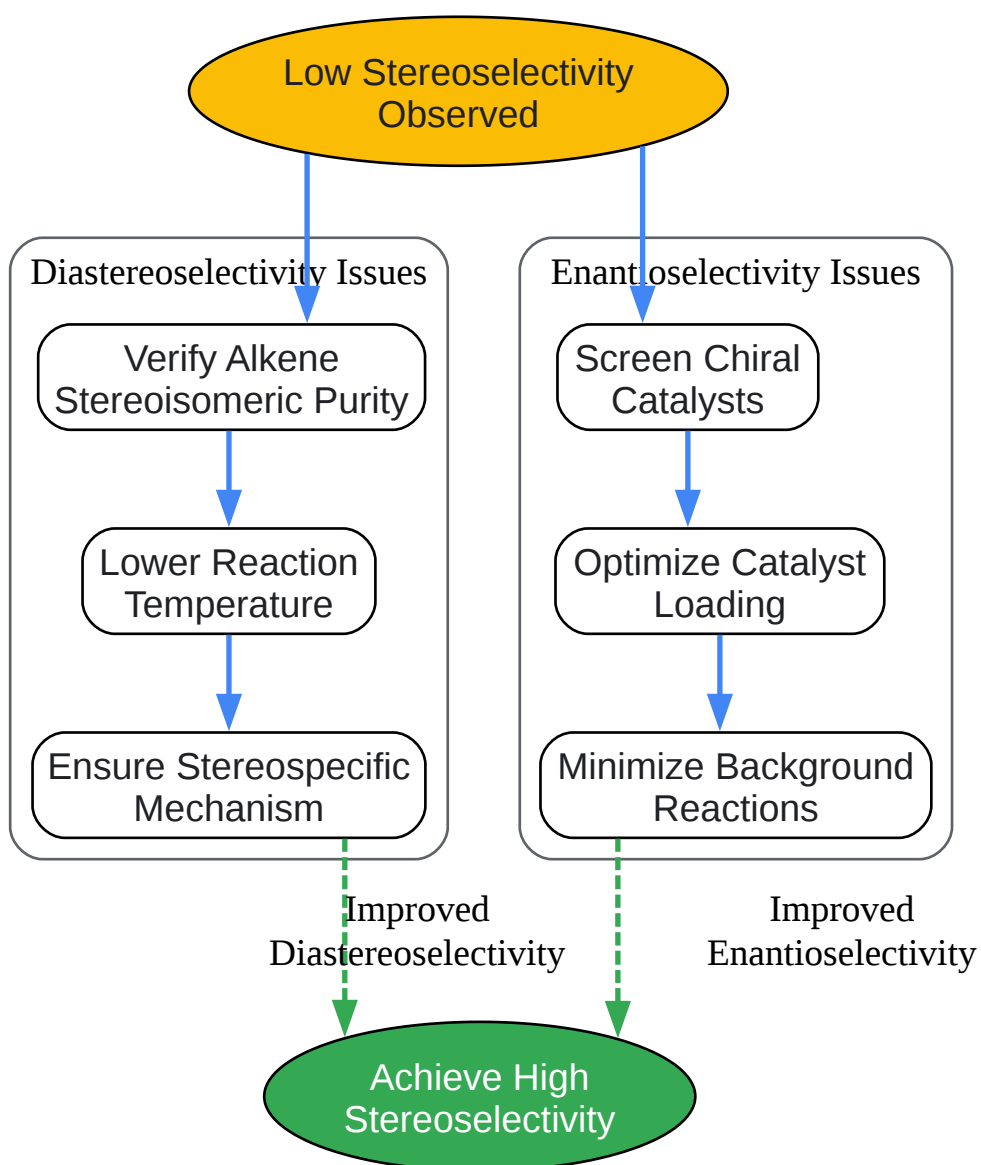 Low Stereoselectivity
Observed
Diastereoselectivity Issues
Verify Alkene
Stereoisomeric Purity
Lower Reaction
Temperature
Ensure Stereospecific
Mechanism
Improved
Diastereoselectivity
Enantioselectivity Issues
Screen Chiral
Catalysts
Optimize Catalyst
Loading
Minimize Background
Reactions
Improved
Enantioselectivity
Achieve High
Stereoselectivity